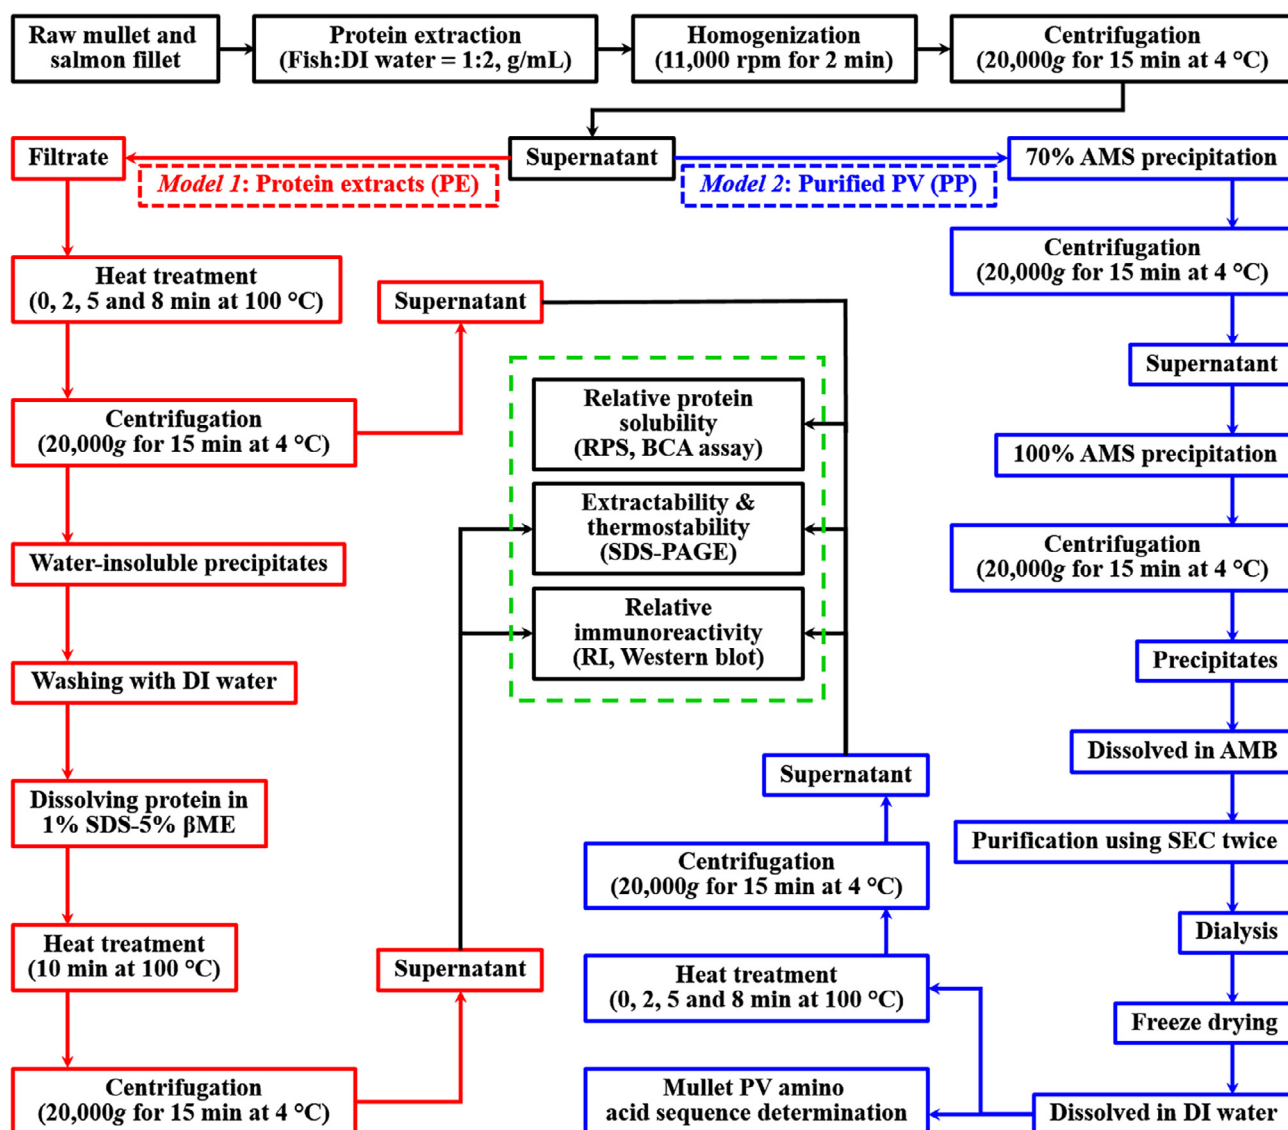 Raw mullet and
salmon fillet
Protein extraction
(Fish:DI water = 1:2, g/mL)
Homogenization
(11,000 rpm for 2 min)
Centrifugation
(20,000g for 15 min at 4 °C)
Filtrate
Supernatant
70% AMS precipitation
Model 1: Protein extracts (PE)
Model 2: Purified PV (PP)
Heat treatment
(0, 2, 5 and 8 min at 100 °C)
Centrifugation
(20,000g for 15 min at 4 °C)
Water-insoluble precipitates
Washing with DI water
Dissolving protein in
1% SDS-5% βME
Heat treatment
(10 min at 100 °C)
Centrifugation
(20,000g for 15 min at 4 °C)
Supernatant
Supernatant
Relative protein
solubility
(RPS, BCA assay)
Extractability &
thermostability
(SDS-PAGE)
Relative
immunoreactivity
(RI, Western blot)
Supernatant
Centrifugation
(20,000g for 15 min at 4 °C)
Heat treatment
(0, 2, 5 and 8 min at 100 °C)
Mullet PV amino
acid sequence determination
Centrifugation
(20,000g for 15 min at 4 °C)
Supernatant
100% AMS precipitation
Centrifugation
(20,000g for 15 min at 4 °C)
Precipitates
Dissolved in AMB
Purification using SEC twice
Dialysis
Freeze drying
Dissolved in DI water